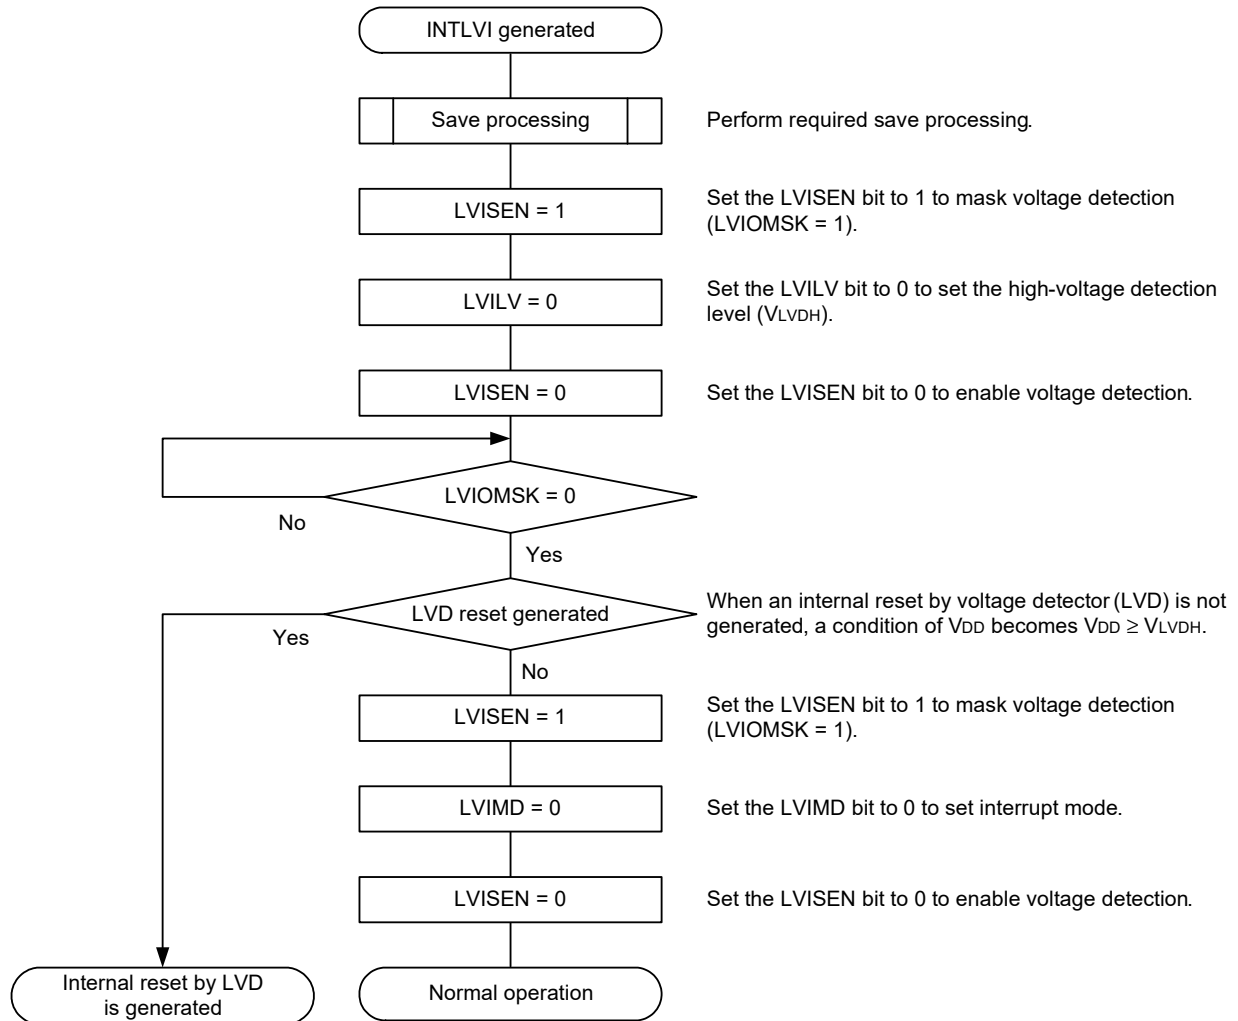 INTLVI generated
Save processing
Perform required save processing.
LVISEN = 1
Set the LVISEN bit to 1 to mask voltage detection
(LVIOMSK = 1).
LVILV = 0
Set the LVILV bit to 0 to set the high-voltage detection
level (VLVDH).
LVISEN = 0
Set the LVISEN bit to 0 to enable voltage detection.
LVIOMSK = 0
No
Yes
LVD reset generated
When an internal reset by voltage detector (LVD) is not
generated, a condition of VDD becomes VDD ≥ VLVDH.
Yes
No
LVISEN = 1
Set the LVISEN bit to 1 to mask voltage detection
(LVIOMSK = 1).
LVIMD = 0
Set the LVIMD bit to 0 to set interrupt mode.
LVISEN = 0
Set the LVISEN bit to 0 to enable voltage detection.
Internal reset by LVD
is generated
Normal operation